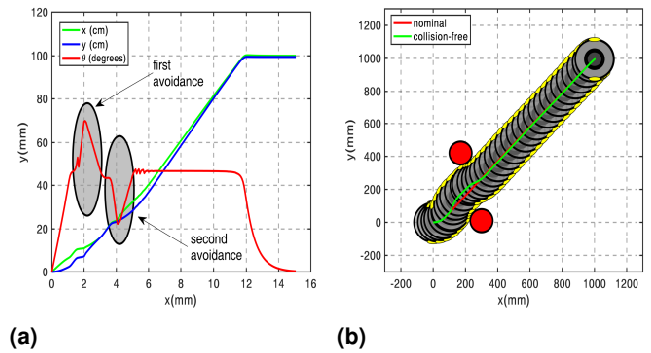 120
100
80
60
40
20
0
y(mm)
x (cm)
y (cm)
θ (degrees)
first
avoidance
second
avoidance
0 2 4 6 8 10 12 14 16
x(mm)
(a)
1200
1000
800
600
400
200
0
-200
y(mm)
nominal
collision-free
-200 0 200 400 600 800 1000 1200
x(mm)
(b)